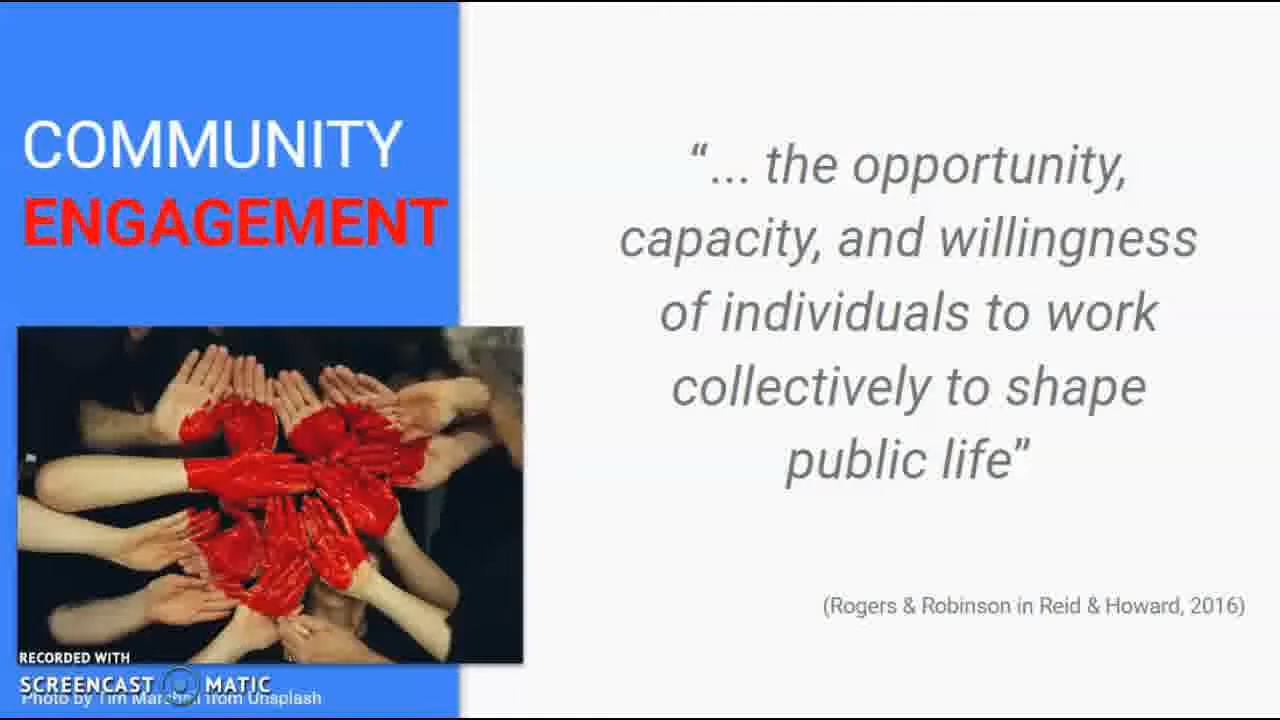 COMMUNITY
ENGAGEMENT
“... the opportunity,
capacity, and willingness
of individuals to work
collectively to shape
public life”
(Rogers & Robinson in Reid & Howard, 2016)
RECORDED WITH
SCREENCAST MATIC
Photo by Tim Marshall from Unsplash